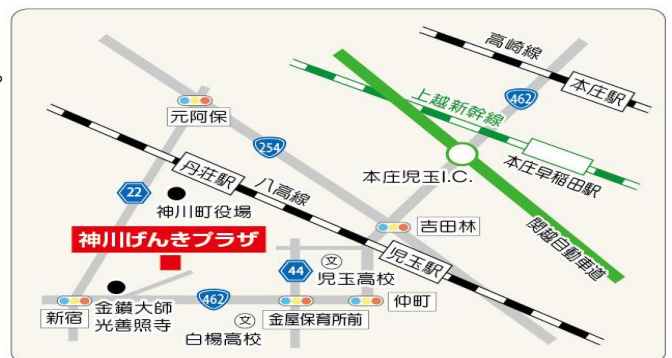 高崎線
本庄駅
462
上越新幹線
本庄早稲田駅
元阿保
254
本庄児玉I.C.
丹荘駅
八高線
22
神川町役場
吉田林
関越自動車道
神川げんきプラザ
児玉駅
44
文
児玉高校
462
仲町
新宿
金鑚大師
光善照寺
文
白楊高校
金屋保育所前